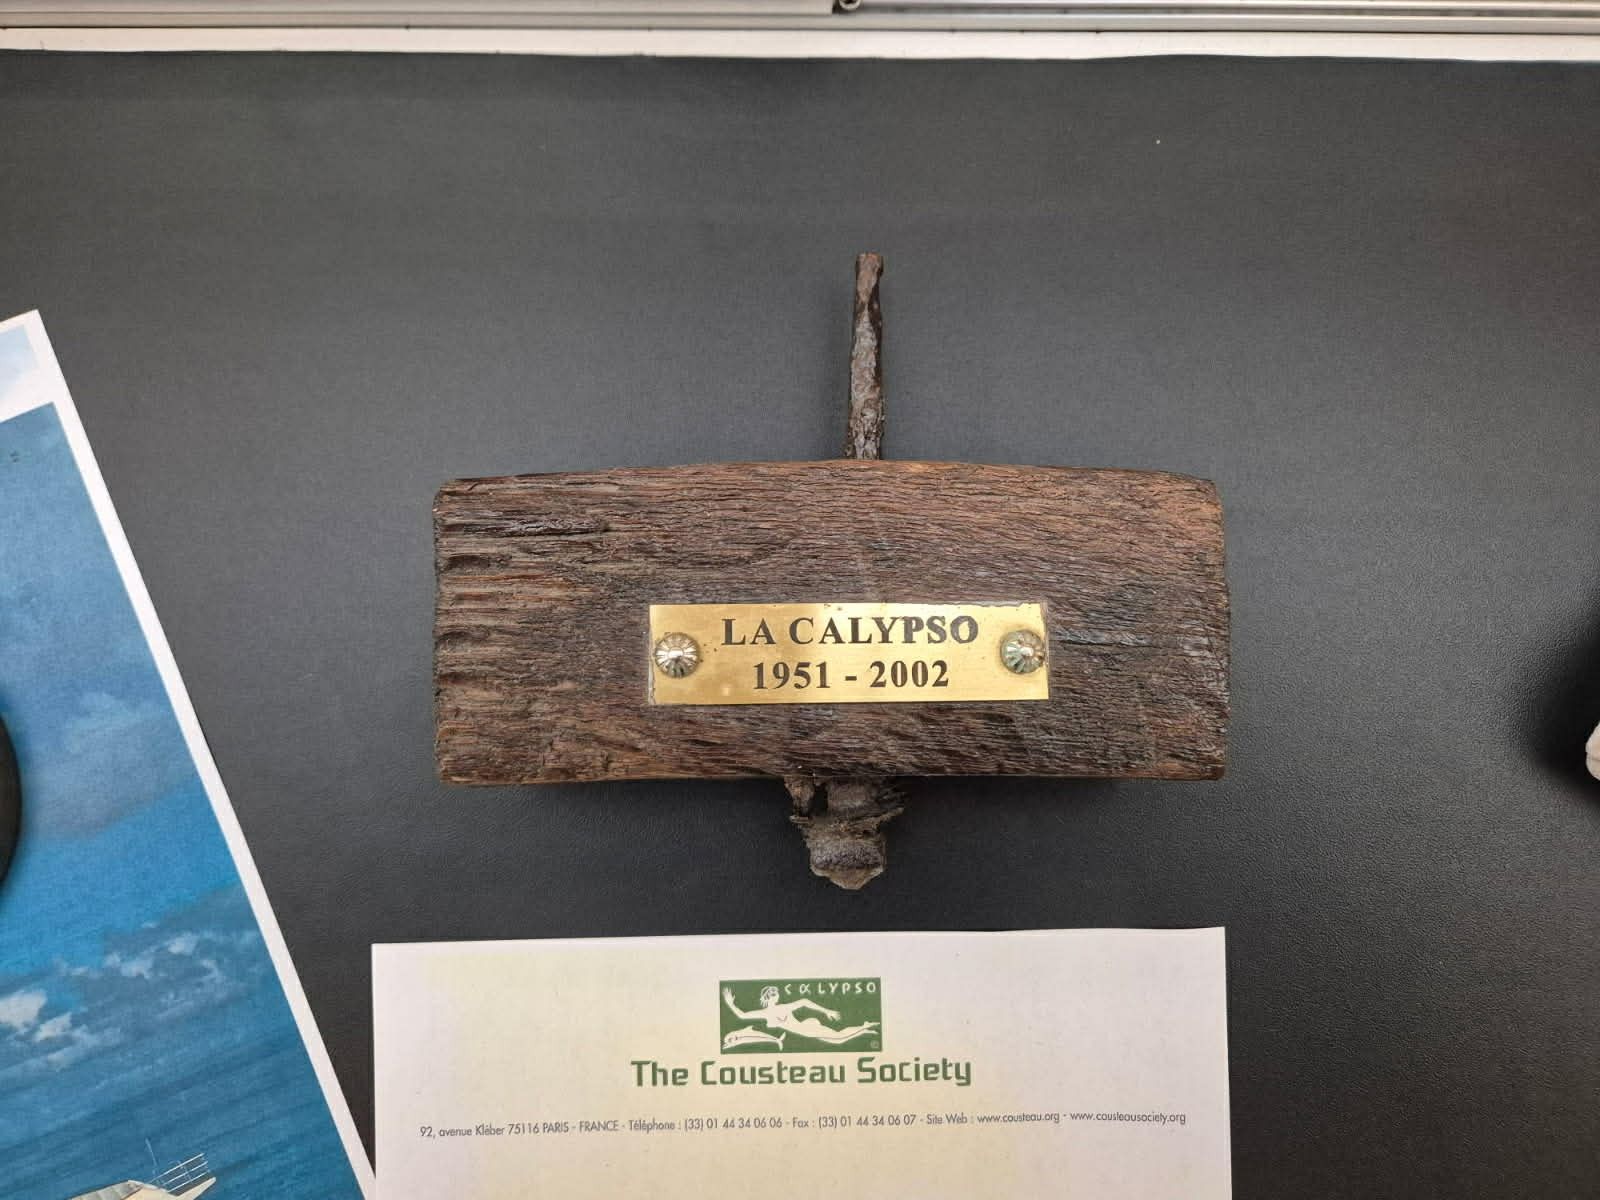 LA CALYPSO
1951 - 2002
CALYPSO
©
The Cousteau Society
92, avenue Kléber 75116 PARIS - FRANCE - Téléphone : (33) 01 44 34 06 06 - Fax : (33) 01 44 34 06 07 - Site Web : www.cousteau.org - www.cousteausociety.org